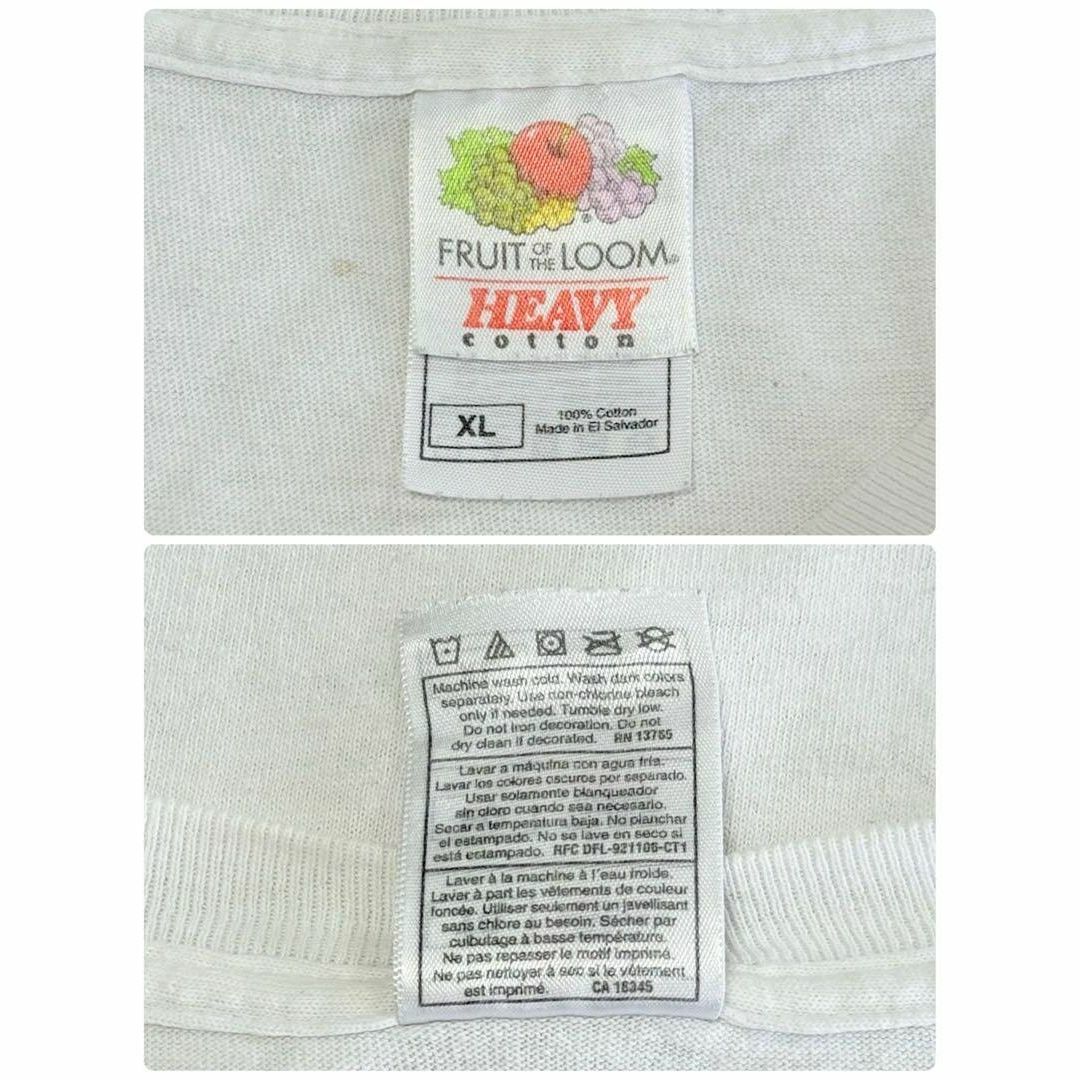 FRUIT OF THE LOOM®
HEAVY
cotton
XL
100% Cotton
Made in El Salvador
Machine wash cold. Wash dark colors
separately. Use non-chlorine bleach
only if needed. Tumble dry low.
Do not iron decoration. Do not
dry clean if decorated. RN 13765
Lavar a máquina con agua fría.
Lavar los colores oscuros por separado.
Usar solamente blanqueador
sin cloro cuando sea necesario.
Secar a temperatura baja. No planchar
el estampado. No se lave en seco si
está estampado. RFC DFL-921106-CT1
Laver à la machine à l'eau froide.
Laver à part les vêtements de couleur
foncée. Utiliser seulement un javellisant
sans chlore au besoin. Sécher par
culbutage à basse température.
Ne pas repasser le motif imprimé.
Ne pas nettoyer à sec si le vêtement
est imprimé. CA 16345